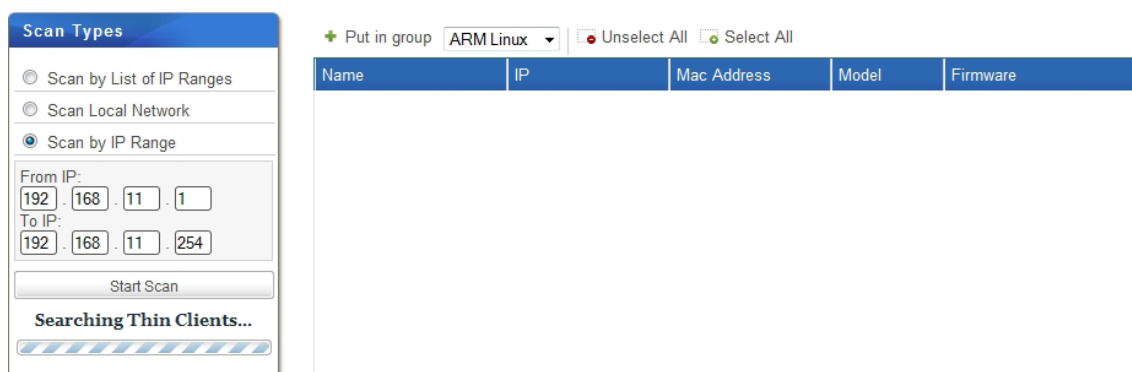 Scan Types
Scan by List of IP Ranges
Scan Local Network
Scan by IP Range
From IP:
192 . 168 . 11 . 1
To IP:
192 . 168 . 11 . 254
Start Scan
Searching Thin Clients...
Put in group ARM Linux Unselect All Select All
Name IP Mac Address Model Firmware